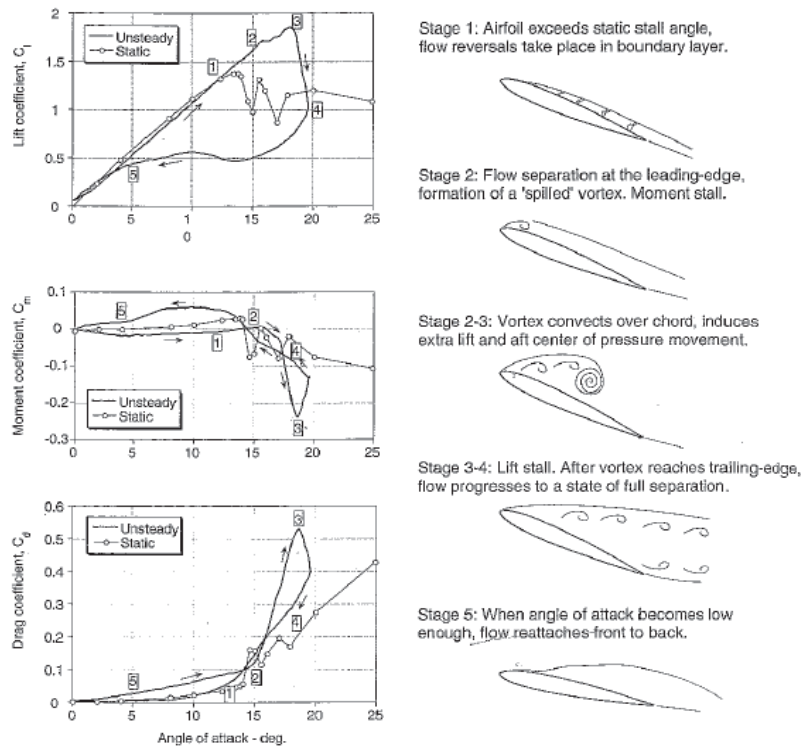 Lift coefficient, C_l
2
1.5
1
0.5
0
Unsteady
Static
1
2
3
4
5
0 5 1 15 20 25
0
Moment coefficient, C_m
0.1
0
-0.1
-0.2
-0.3
Unsteady
Static
5
1
2
4
3
0 5 10 15 20 25
Drag coefficient, C_d
0.6
0.5
0.4
0.3
0.2
0.1
0
Unsteady
Static
3
4
5
1
2
0 5 10 15 20 25
Angle of attack - deg.
Stage 1: Airfoil exceeds static stall angle,
flow reversals take place in boundary layer.
Stage 2: Flow separation at the leading-edge,
formation of a 'spilled' vortex. Moment stall.
Stage 2-3: Vortex convects over chord, induces
extra lift and aft center of pressure movement.
Stage 3-4: Lift stall. After vortex reaches trailing-edge,
flow progresses to a state of full separation.
Stage 5: When angle of attack becomes low
enough, flow reattaches front to back.